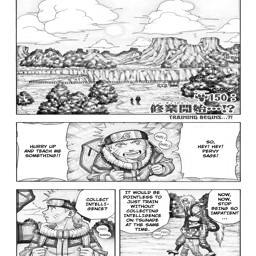 修業開始…!?
TRAINING BEGINS...?!
SO,
HEY! HEY!
PERVY
SAGE!
HURRY UP
AND TEACH ME
SOMETHING!!
NOW,
NOW,
STOP
BEING SO
IMPATIENT...
IT WOULD BE
POINTLESS TO
JUST TRAIN
WITHOUT
COLLECTING
INTELLIGENCE
ON TSUNADE
AT THE SAME
TIME.
COLLECT
INTELLI-
GENCE?